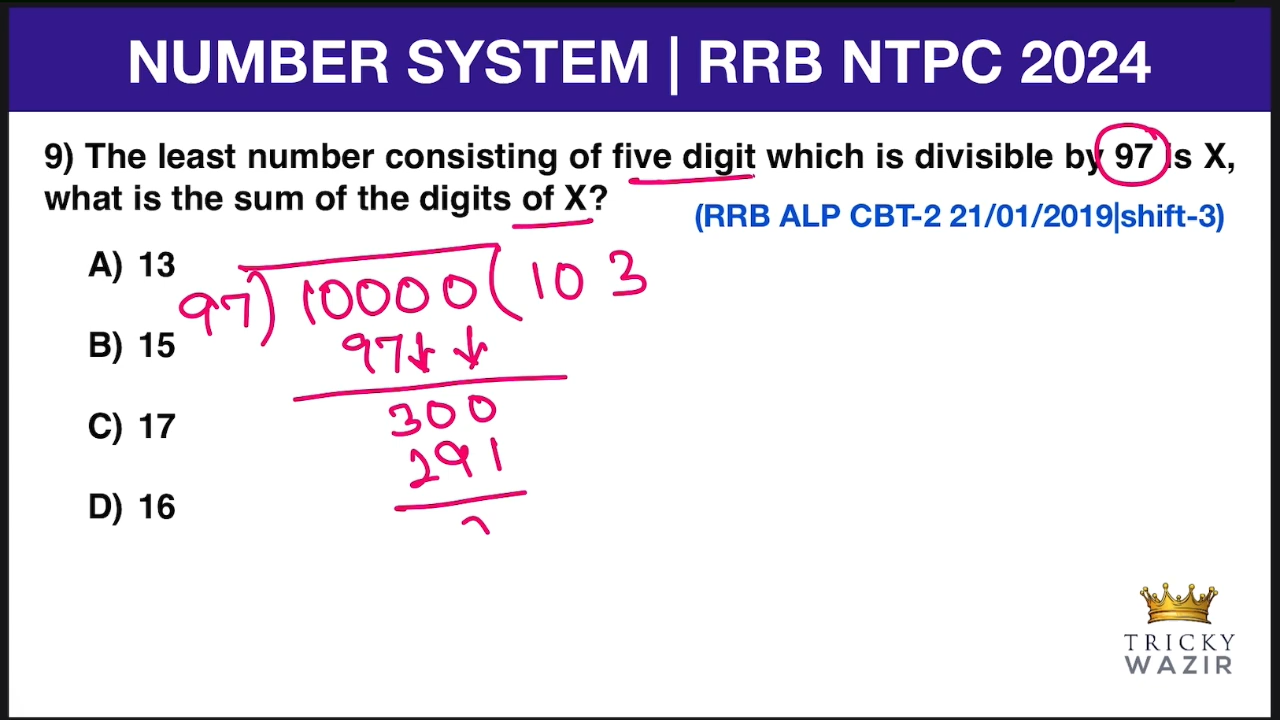 NUMBER SYSTEM | RRB NTPC 2024
9) The least number consisting of five digit which is divisible by 97 is X,
what is the sum of the digits of X?
(RRB ALP CBT-2 21/01/2019|shift-3)
A) 13
97) 10000 ( 103
B) 15
97
C) 17
300
291
D) 16
TRICKY
WAZIR